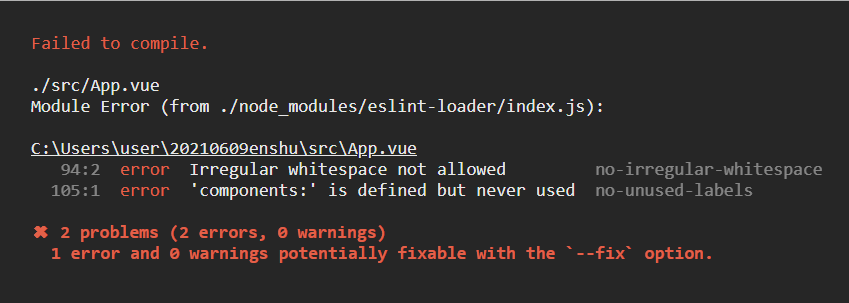 Failed to compile.
./src/App.vue
Module Error (from ./node_modules/eslint-loader/index.js):
C:\Users\user\20210609enshu\src\App.vue
94:2  error  Irregular whitespace not allowed  no-irregular-whitespace
105:1  error  'components:' is defined but never used  no-unused-labels
✖ 2 problems (2 errors, 0 warnings)
1 error and 0 warnings potentially fixable with the `--fix` option.